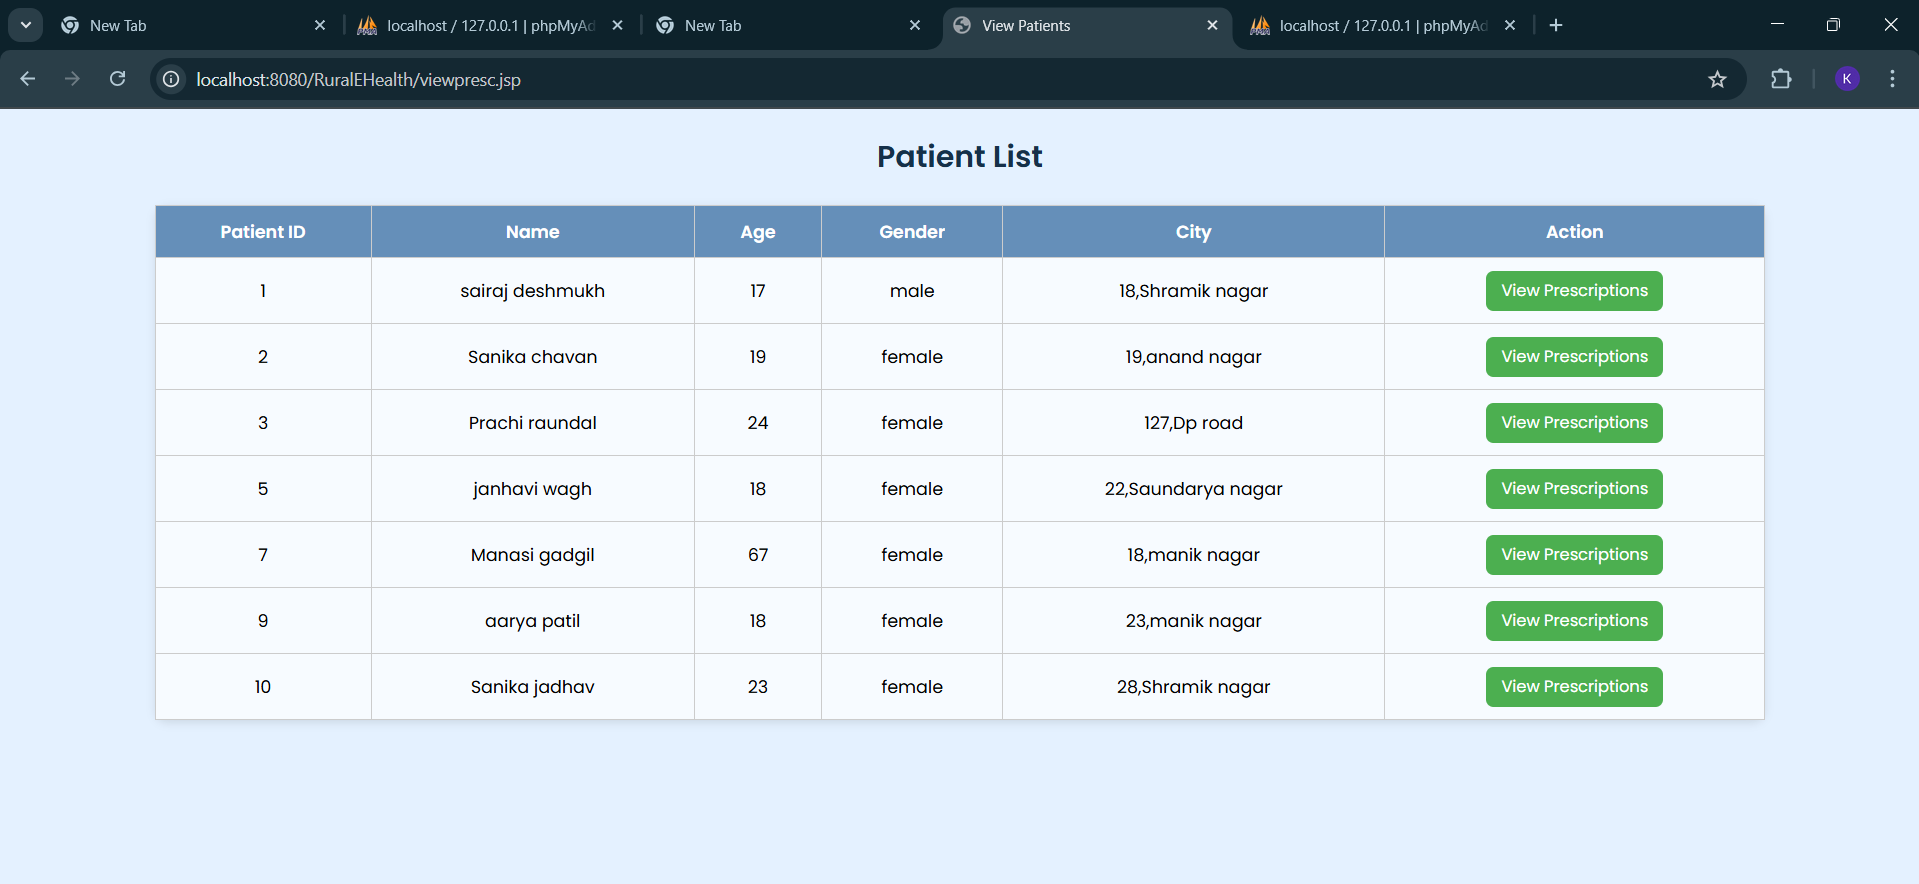 New Tab
localhost / 127.0.0.1 | phpMyAd
New Tab
View Patients
localhost / 127.0.0.1 | phpMyAd
localhost:8080/RuralEHealth/viewpresc.jsp
K
Patient List
Patient ID Name Age Gender City Action
1 sairaj deshmukh 17 male 18,Shramik nagar View Prescriptions
2 Sanika chavan 19 female 19,anand nagar View Prescriptions
3 Prachi raundal 24 female 127,Dp road View Prescriptions
5 janhavi wagh 18 female 22,Saundarya nagar View Prescriptions
7 Manasi gadgil 67 female 18,manik nagar View Prescriptions
9 aarya patil 18 female 23,manik nagar View Prescriptions
10 Sanika jadhav 23 female 28,Shramik nagar View Prescriptions